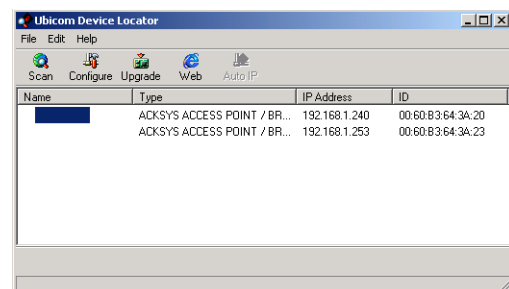 Ubicom Device Locator
File Edit Help
Scan Configure Upgrade Web Auto IP
Name Type IP Address ID
ACKSYS ACCESS POINT / BR... 192.168.1.240 00:60:B3:64:3A:20
ACKSYS ACCESS POINT / BR... 192.168.1.253 00:60:B3:64:3A:23